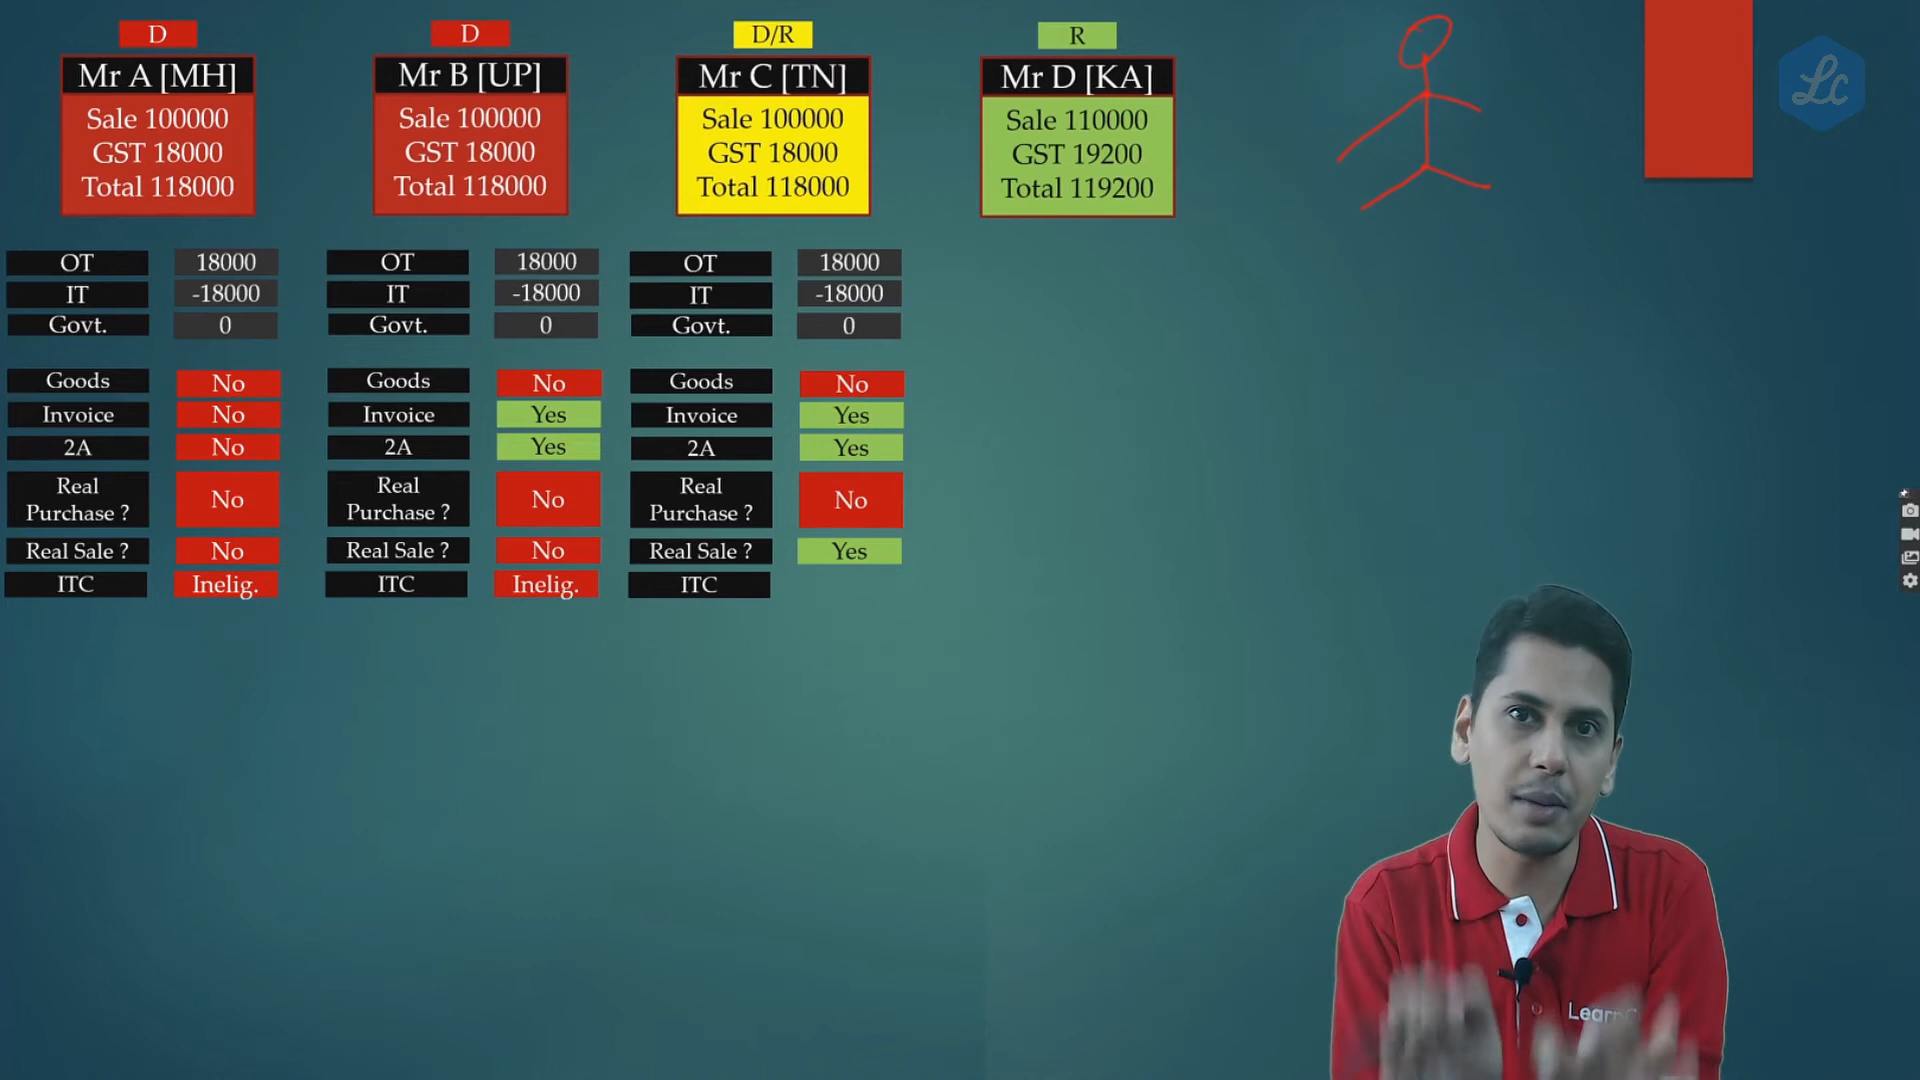 D
Mr A [MH]
Sale 100000
GST 18000
Total 118000
D
Mr B [UP]
Sale 100000
GST 18000
Total 118000
D/R
Mr C [TN]
Sale 100000
GST 18000
Total 118000
R
Mr D [KA]
Sale 110000
GST 19200
Total 119200
Lc
OT 18000
IT -18000
Govt. 0
Goods No
Invoice No
2A No
Real
Purchase ? No
Real Sale ? No
ITC Inelig.
OT 18000
IT -18000
Govt. 0
Goods No
Invoice Yes
2A Yes
Real
Purchase ? No
Real Sale ? No
ITC Inelig.
OT 18000
IT -18000
Govt. 0
Goods No
Invoice Yes
2A Yes
Real
Purchase ? No
Real Sale ? Yes
ITC